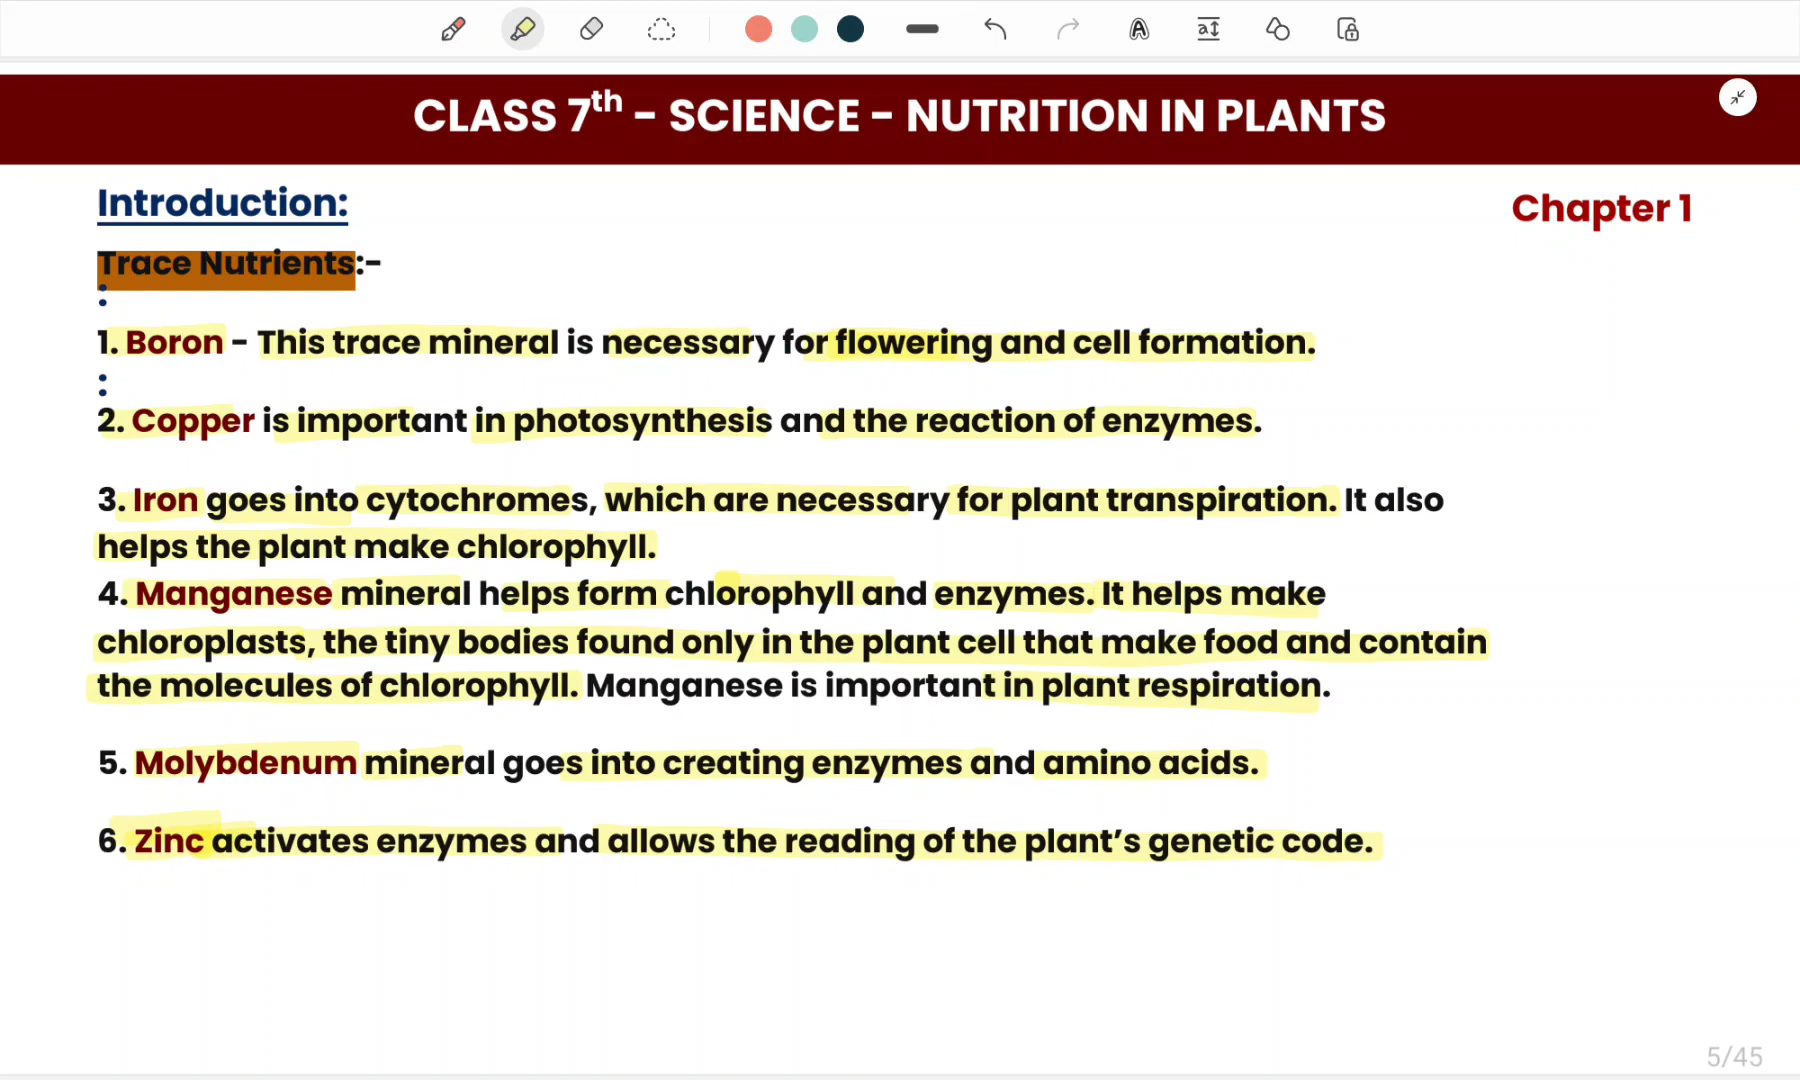 CLASS 7th - SCIENCE - NUTRITION IN PLANTS
Introduction:
Chapter 1
Trace Nutrients:-
:
1. Boron - This trace mineral is necessary for flowering and cell formation.
:
2. Copper is important in photosynthesis and the reaction of enzymes.
3. Iron goes into cytochromes, which are necessary for plant transpiration. It also
helps the plant make chlorophyll.
4. Manganese mineral helps form chlorophyll and enzymes. It helps make
chloroplasts, the tiny bodies found only in the plant cell that make food and contain
the molecules of chlorophyll. Manganese is important in plant respiration.
5. Molybdenum mineral goes into creating enzymes and amino acids.
6. Zinc activates enzymes and allows the reading of the plant’s genetic code.
5/45